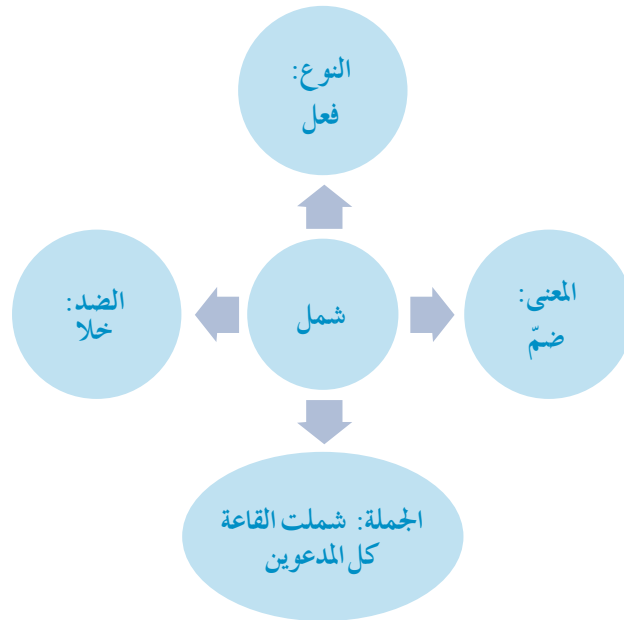 النوع:
فعل
المعنى:
ضمّ
شمل
الضد:
خلا
الجملة: شملت القاعة
كل المدعوين